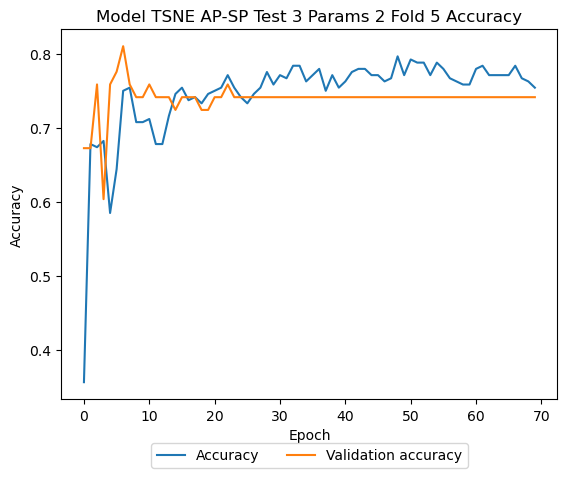 Model TSNE AP-SP Test 3 Params 2 Fold 5 Accuracy
0.8
0.7
0.6
0.5
0.4
Accuracy
0 10 20 30 40 50 60 70
Epoch
Accuracy Validation accuracy